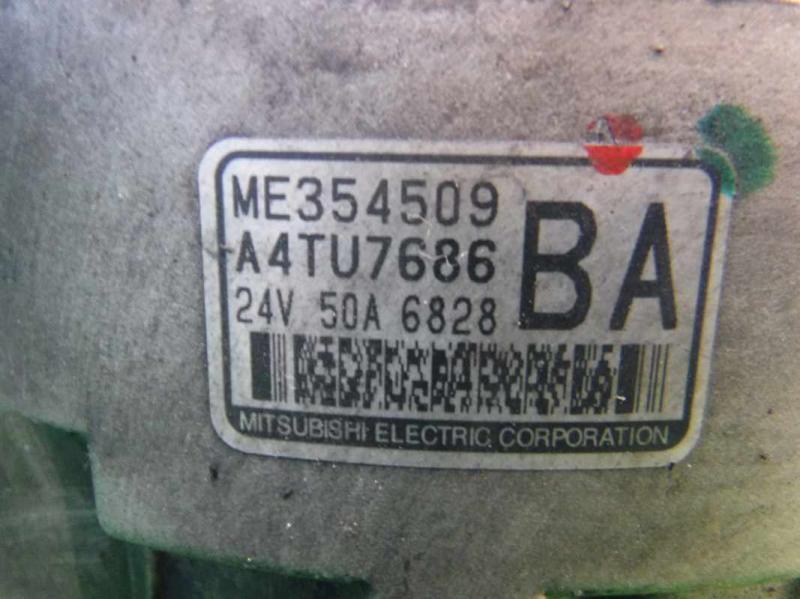 ME354509
A4TU7686
24V 50A 6828
BA
MITSUBISHI ELECTRIC CORPORATION